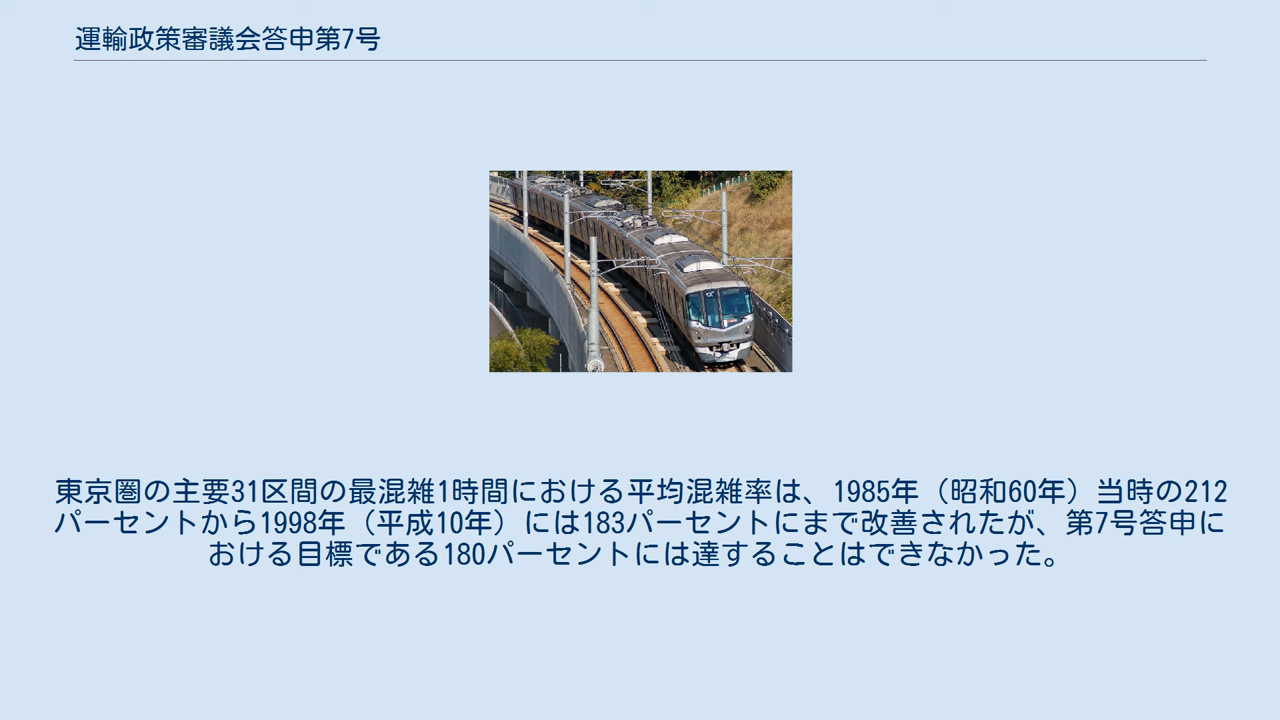 運輸政策審議会答申第7号
東京圏の主要31区間の最混雑1時間における平均混雑率は、1985年（昭和60年）当時の212
パーセントから1998年（平成10年）には183パーセントにまで改善されたが、第7号答申に
おける目標である180パーセントには達することはできなかった。